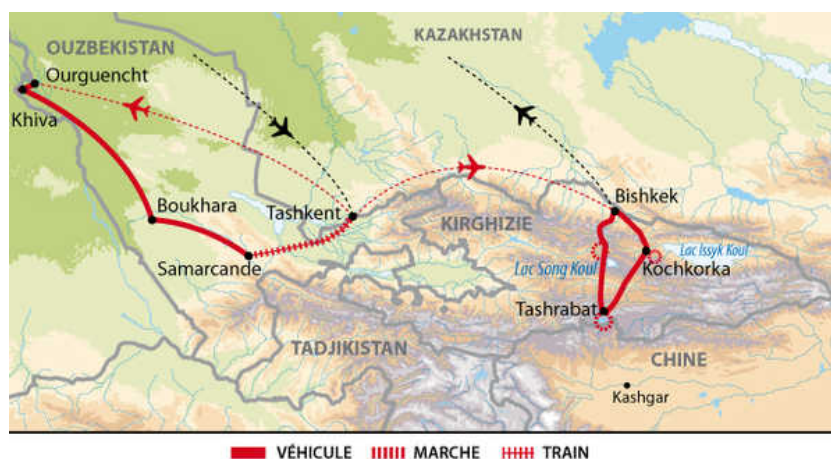 OUZBEKISTAN
KAZAKHSTAN
Ourguencht
Khiva
Boukhara
Tashkent
Bishkek
KIRGHIZIE
Samarcande
Lac Song Koul
Lac Issyk Koul
Kochkorka
Tashrabat
TADJIKISTAN
CHINE
Kashgar
VÉHICULE MARCHE TRAIN